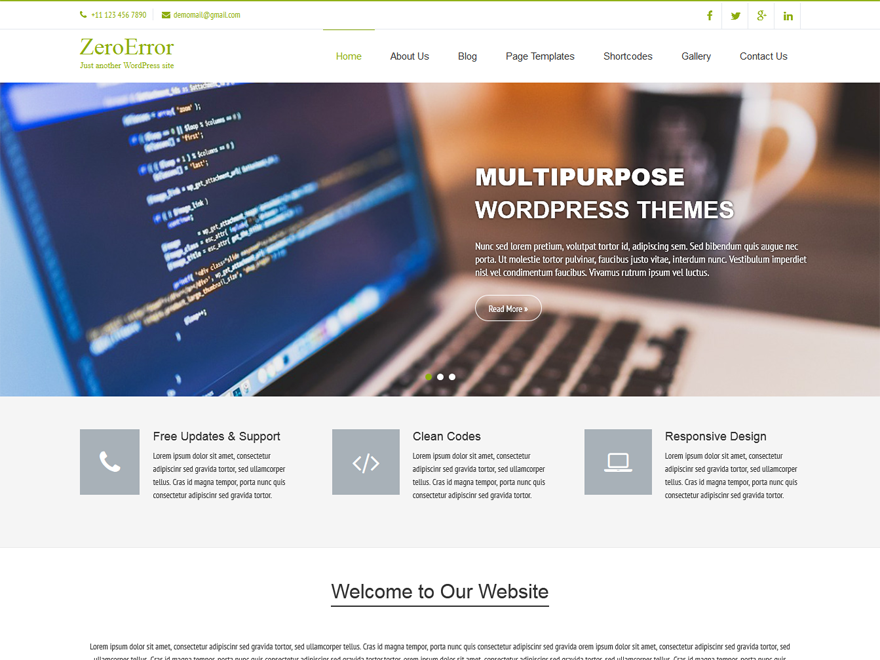 +11 123 456 7890 demomail@gmail.com
ZeroError
Just another WordPress site
Home About Us Blog Page Templates Shortcodes Gallery Contact Us
MULTIPURPOSE
WORDPRESS THEMES
Nunc sed lorem pretium, volutpat tortor id, adipiscing sem. Sed bibendum quis augue nec
porta. Ut molestie tortor pulvinar, faucibus justo vitae, interdum nunc. Vestibulum imperdiet
nisl vel condimentum faucibus. Vivamus rutrum ipsum vel luctus.
Read More »
Free Updates & Support
Lorem ipsum dolor sit amet, consectetur
adipiscinr sed gravida tortor, sed ullamcorper
tellus. Cras id magna tempor, porta nunc quis
consectetur adipiscinr sed gravida tortor.
Clean Codes
Lorem ipsum dolor sit amet, consectetur
adipiscinr sed gravida tortor, sed ullamcorper
tellus. Cras id magna tempor, porta nunc quis
consectetur adipiscinr sed gravida tortor.
Responsive Design
Lorem ipsum dolor sit amet, consectetur
adipiscinr sed gravida tortor, sed ullamcorper
tellus. Cras id magna tempor, porta nunc quis
consectetur adipiscinr sed gravida tortor.
Welcome to Our Website
Lorem ipsum dolor sit amet, consectetur adipiscinr sed gravida tortor, sed ullamcorper tellus. Cras id magna tempor, porta nunc quis consectetur adipiscinr sed gravida orem ipsum dolor sit amet, consectetur adipiscinr sed gravida tortor, sed